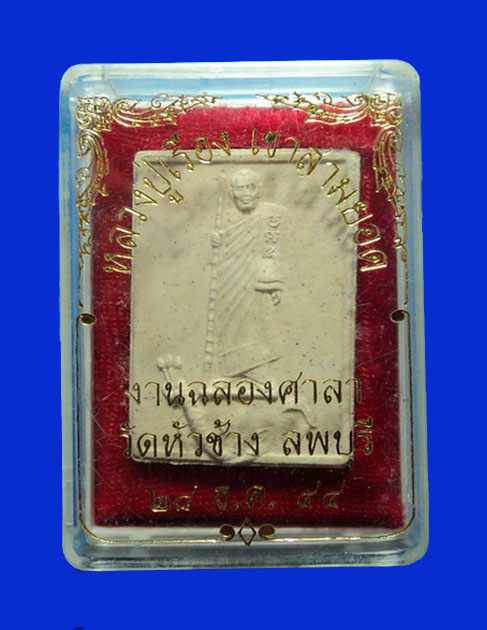 หลวงปู่เรือง เขาสามยอด
งานฉลองศาลา
วัดหัวช้าง ลพบุรี
๒๘ ธ.ค. ๔๔